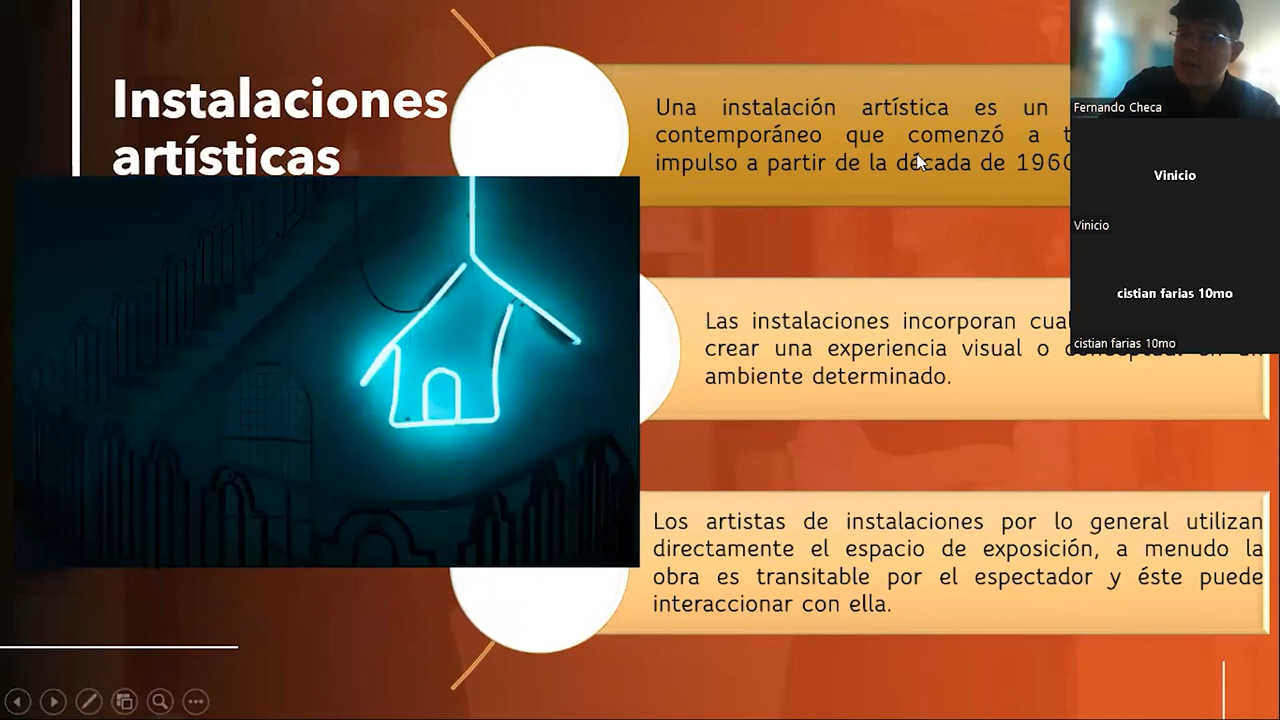 Instalaciones
artísticas
Una instalación artística es un
contemporáneo que comenzó a
impulso a partir de la década de 1960
Las instalaciones incorporan
crear una experiencia visual o
ambiente determinado.
Los artistas de instalaciones por lo general utilizan
directamente el espacio de exposición, a menudo la
obra es transitable por el espectador y éste puede
interaccionar con ella.
Fernando Checa
Vinicio
Vinicio
cistian farias 10mo
cistian farias 10mo